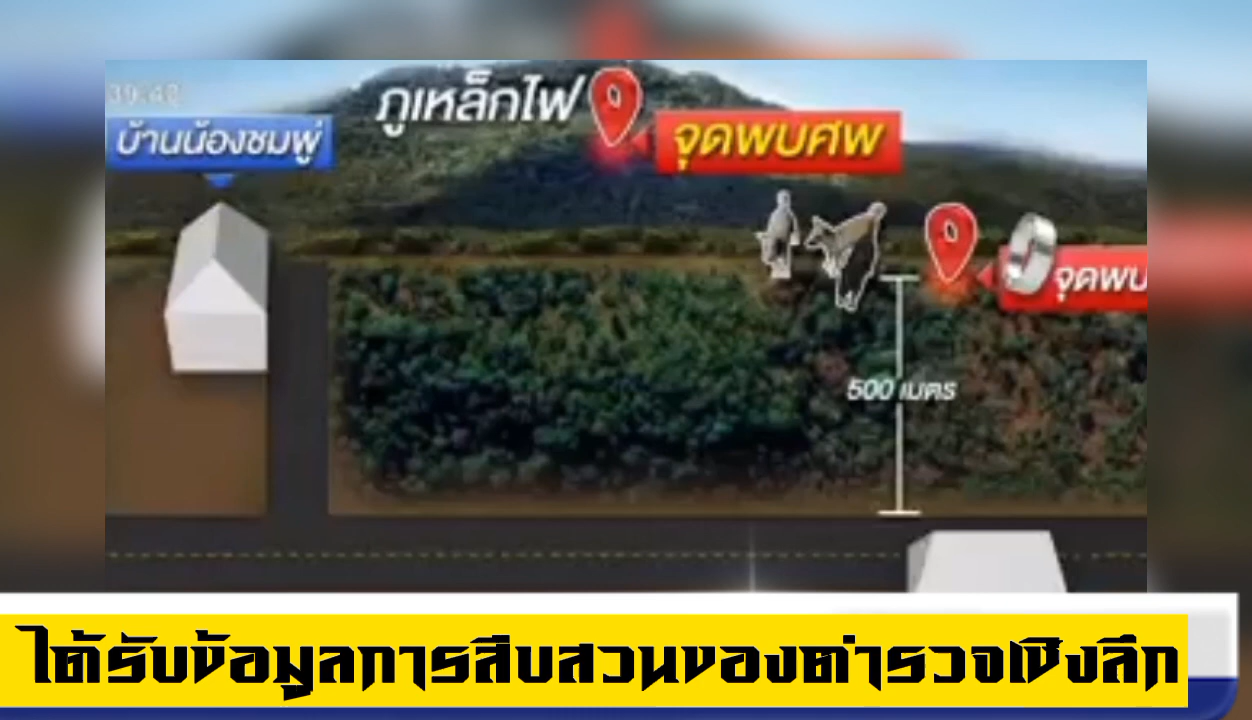 39:48
บ้านน้องชมพู่
ภูเหล็กไฟ
จุดพบศพ
จุดพบ
500 เมตร
ได้รับข้อมูลการสืบสวนของตำรวจเชิงลึก